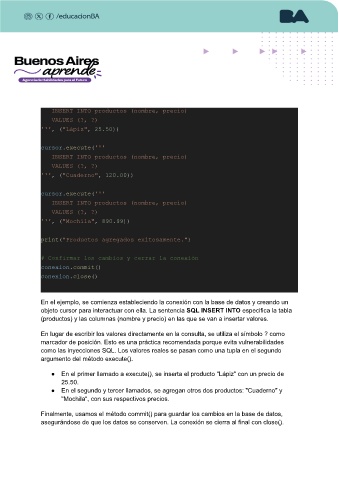 /educacionBA
BA
Buenos Aires
aprende
Agencia de Habilidades para el Futuro
INSERT INTO productos (nombre, precio)
VALUES (?, ?)
''', ("Lápiz", 25.50))
cursor.execute('''
INSERT INTO productos (nombre, precio)
VALUES (?, ?)
''', ("Cuaderno", 120.00))
cursor.execute('''
INSERT INTO productos (nombre, precio)
VALUES (?, ?)
''', ("Mochila", 890.99))
print("Productos agregados exitosamente.")
# Confirmar los cambios y cerrar la conexión
conexion.commit()
conexion.close()
En el ejemplo, se comienza estableciendo la conexión con la base de datos y creando un
objeto cursor para interactuar con ella. La sentencia SQL INSERT INTO especifica la tabla
(productos) y las columnas (nombre y precio) en las que se van a insertar valores.
En lugar de escribir los valores directamente en la consulta, se utiliza el símbolo ? como
marcador de posición. Esto es una práctica recomendada porque evita vulnerabilidades
como las inyecciones SQL. Los valores reales se pasan como una tupla en el segundo
argumento del método execute().
● En el primer llamado a execute(), se inserta el producto "Lápiz" con un precio de
25.50.
● En el segundo y tercer llamados, se agregan otros dos productos: "Cuaderno" y
"Mochila", con sus respectivos precios.
Finalmente, usamos el método commit() para guardar los cambios en la base de datos,
asegurándose de que los datos se conserven. La conexión se cierra al final con close().